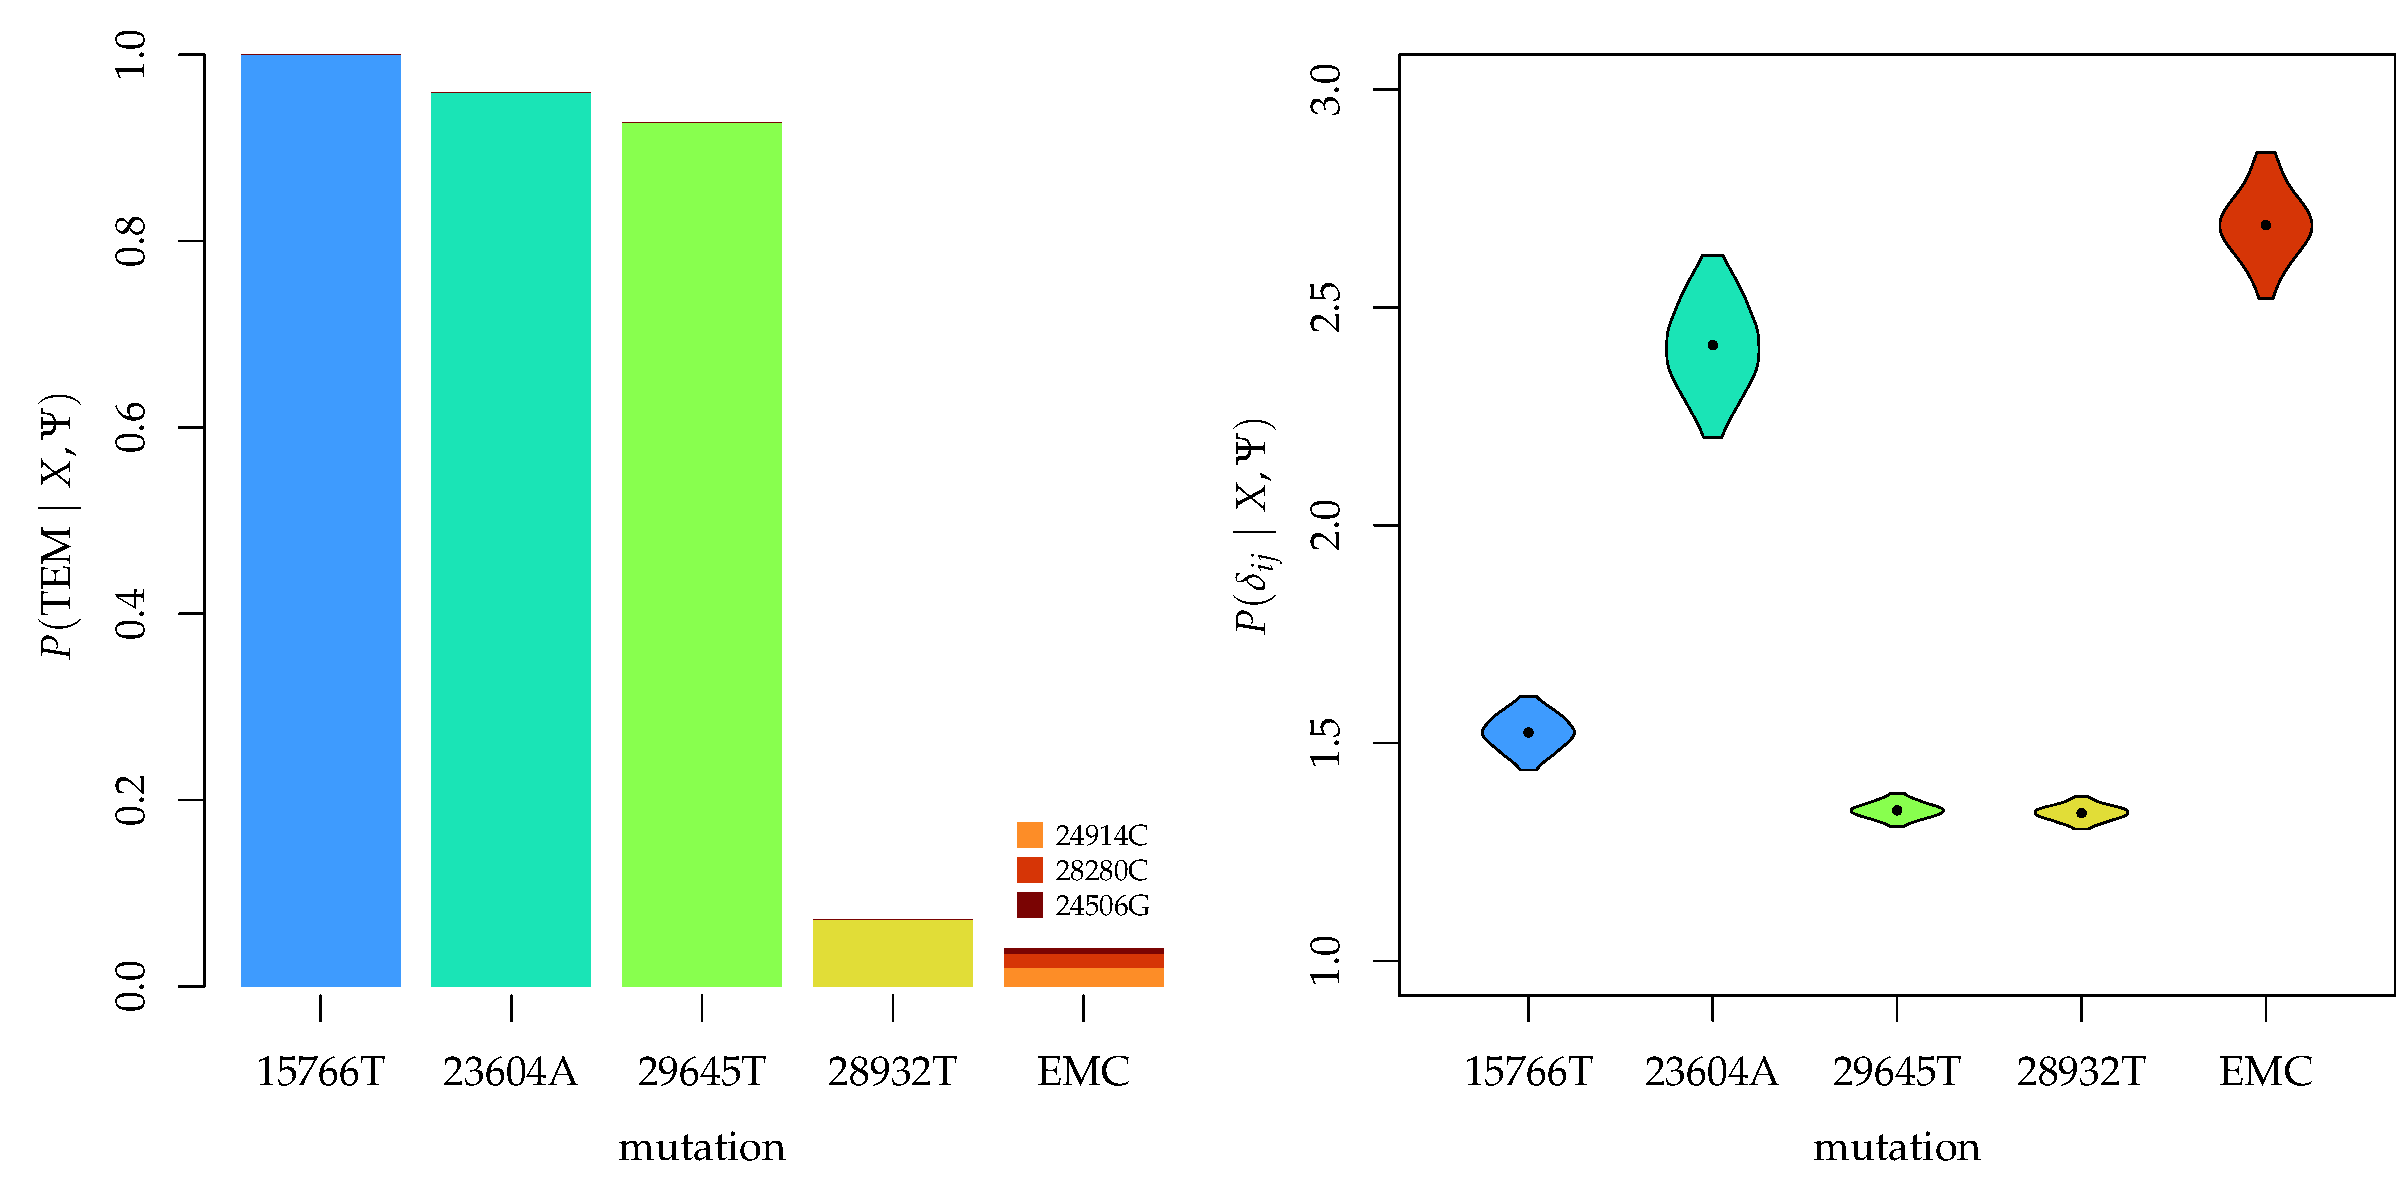 P(TEM | X, Ψ)
1.0
0.8
0.6
0.4
0.2
0.0
24914C
28280C
24506G
15766T 23604A 29645T 28932T EMC
mutation
P(δij | X, Ψ)
3.0
2.5
2.0
1.5
1.0
15766T 23604A 29645T 28932T EMC
mutation